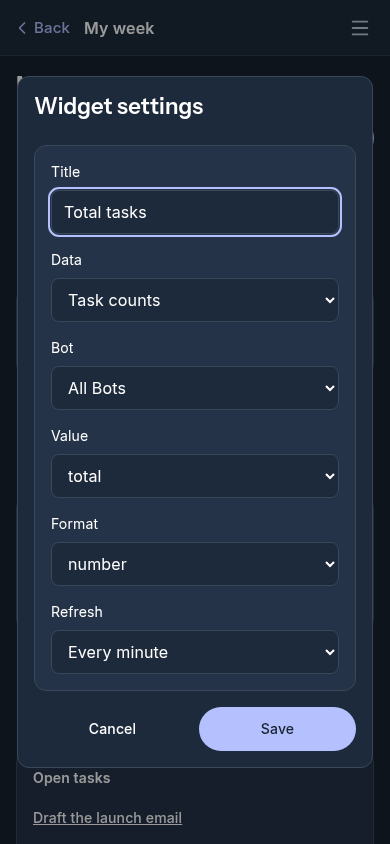 Back My week
Widget settings
Title
Total tasks
Data
Task counts
Bot
All Bots
Value
total
Format
number
Refresh
Every minute
Cancel Save
Open tasks
Draft the launch email